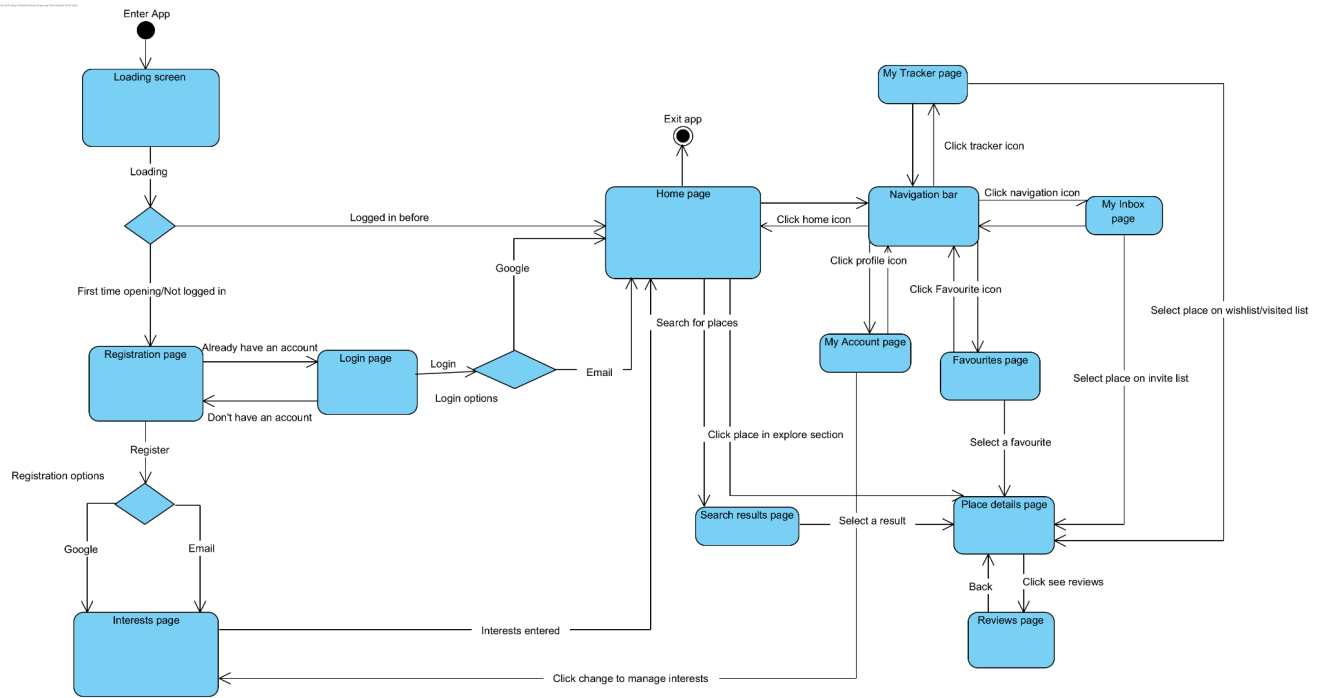 Enter App
Loading screen
My Tracker page
Exit app
Click tracker icon
Loading
Home page
Navigation bar
Click navigation icon
My Inbox
page
Logged in before
Click home icon
Click profile icon
Google
First time opening/Not logged in
Click Favourite icon
Select place on wishlist/visited list
Search for places
Already have an account
Registration page
Login page
My Account page
Favourites page
Login
Email
Select place on invite list
Login options
Don't have an account
Click place in explore section
Select a favourite
Register
Registration options
Place details page
Search results page
Select a result
Google
Email
Back
Click see reviews
Interests page
Interests entered
Reviews page
Click change to manage interests